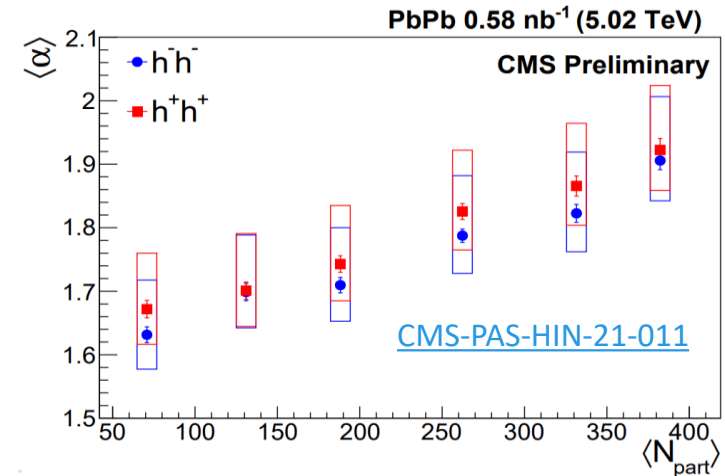 PbPb 0.58 nb⁻¹ (5.02 TeV)
⟨α⟩
2.1
h⁻h⁻
CMS Preliminary
2
h⁺h⁺
1.9
1.8
1.7
CMS-PAS-HIN-21-011
1.6
1.5
50 100 150 200 250 300 350 400
⟨N_part⟩